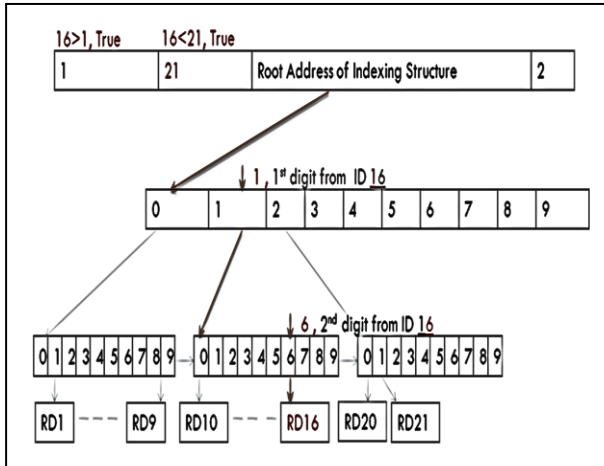 16>1, True 16<21, True
1 21 Root Address of Indexing Structure 2
1 , 1st digit from ID 16
0 1 2 3 4 5 6 7 8 9
6 , 2nd digit from ID 16
0 1 2 3 4 5 6 7 8 9 0 1 2 3 4 5 6 7 8 9 0 1 2 3 4 5 6 7 8 9
RD1 RD9 RD10 RD16 RD20 RD21